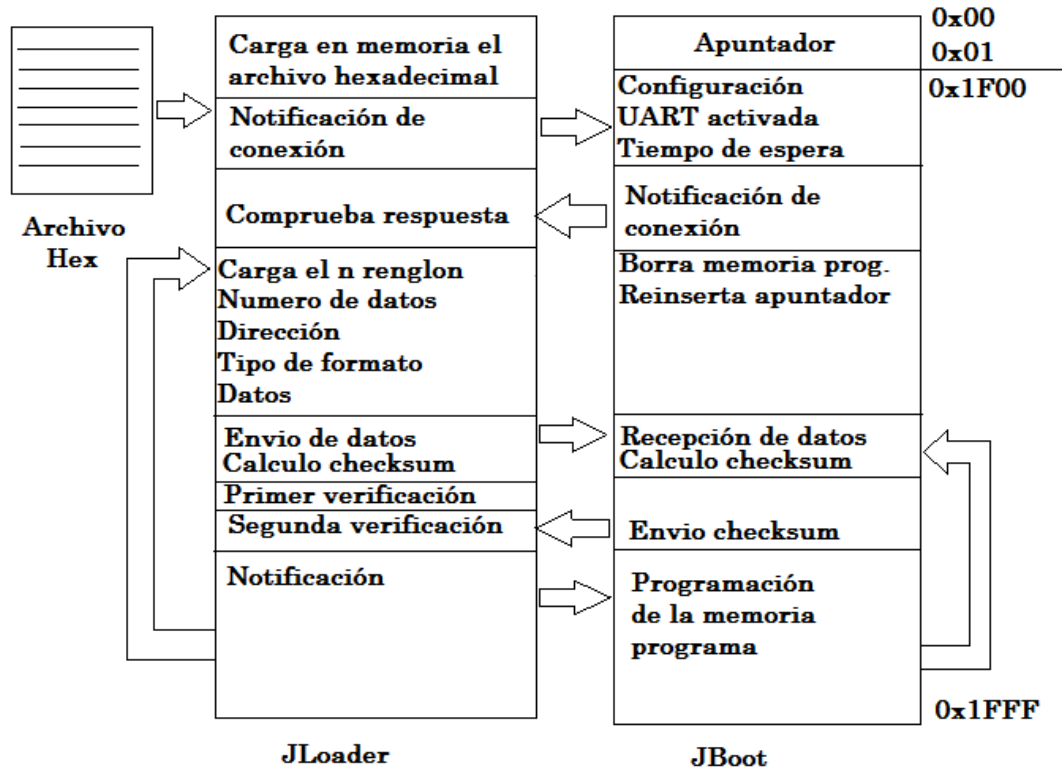 Carga en memoria el
archivo hexadecimal
Notificación de
conexión
Comprueba respuesta
Carga el n renglon
Numero de datos
Dirección
Tipo de formato
Datos
Envio de datos
Calculo checksum
Primer verificación
Segunda verificación
Notificación
JLoader
Archivo
Hex
Apuntador
Configuración
UART activada
Tiempo de espera
Notificación de
conexión
Borra memoria prog.
Reinserta apuntador
Recepción de datos
Calculo checksum
Envio checksum
Programación
de la memoria
programa
JBoot
0x00
0x01
0x1F00
0x1FFF